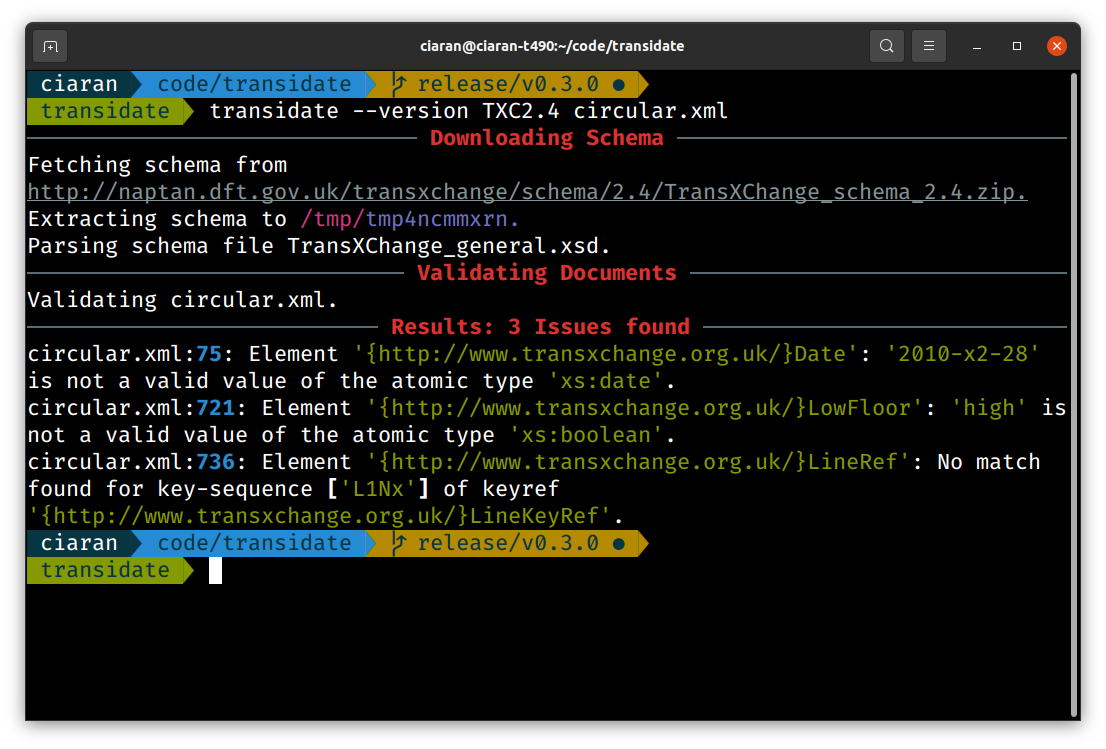 ciaran@ciaran-t490:~/code/transidate
ciaran code/transidate release/v0.3.0 ●
transidate transidate --version TXC2.4 circular.xml
Downloading Schema
Fetching schema from
http://naptan.dft.gov.uk/transxchange/schema/2.4/TransXChange_schema_2.4.zip.
Extracting schema to /tmp/tmp4ncmmxrn.
Parsing schema file TransXChange_general.xsd.
Validating Documents
Validating circular.xml.
Results: 3 Issues found
circular.xml:75: Element '{http://www.transxchange.org.uk/}Date': '2010-x2-28'
is not a valid value of the atomic type 'xs:date'.
circular.xml:721: Element '{http://www.transxchange.org.uk/}LowFloor': 'high' is
not a valid value of the atomic type 'xs:boolean'.
circular.xml:736: Element '{http://www.transxchange.org.uk/}LineRef': No match
found for key-sequence ['L1Nx'] of keyref
'{http://www.transxchange.org.uk/}LineKeyRef'.
ciaran code/transidate release/v0.3.0 ●
transidate